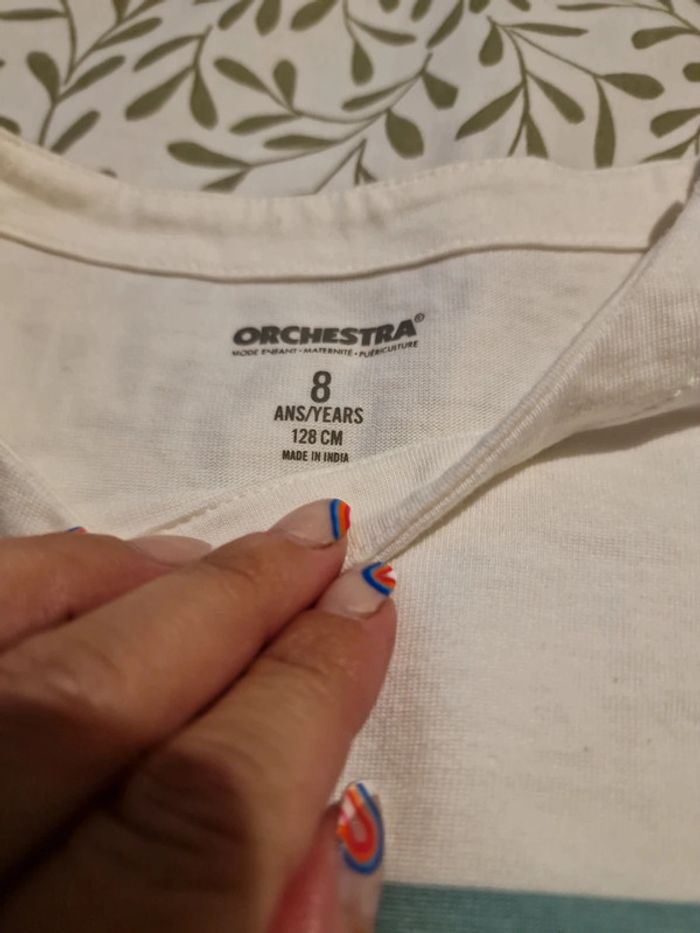 ORCHESTRA®
MODE ENFANT • MATERNITÉ • PUÉRICULTURE
8
ANS/YEARS
128 CM
MADE IN INDIA